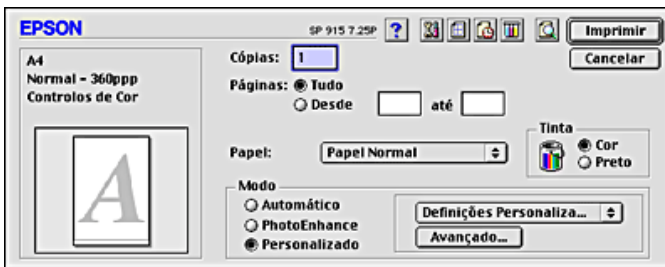 EPSON
SP 915 7.25P
?
Imprimir
Cancelar
A4
Normal - 360ppp
Controlos de Cor
A
Cópias: 1
Páginas: Tudo
Desde até
Papel: Papel Normal
Tinta
Cor
Preto
Modo
Automático
PhotoEnhance
Personalizado
Definições Personaliza...
Avançado...